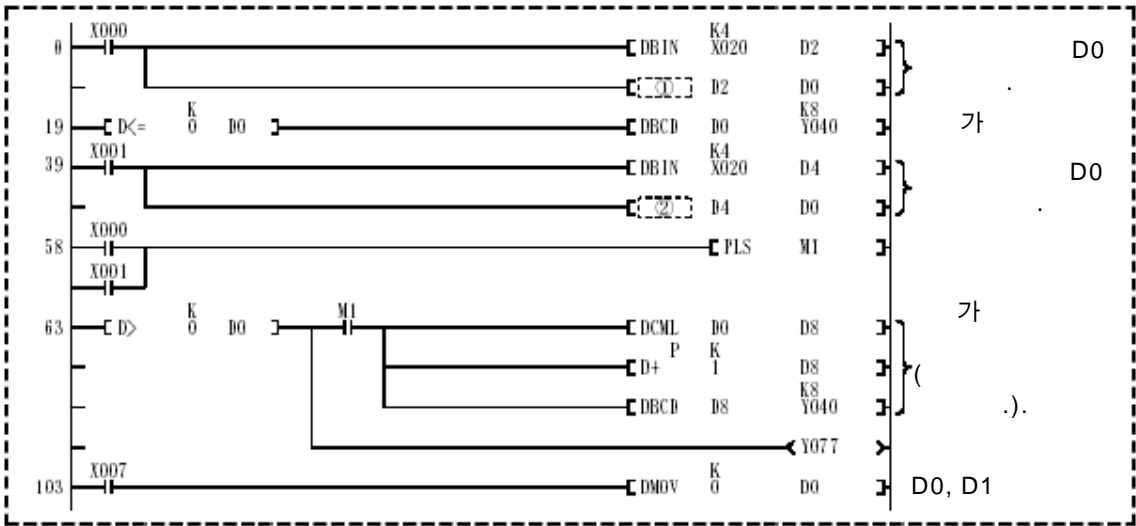 X000 K4
0 DBIN X020 D2 D0
① D2 D0 .
K K8
19 D<= 0 D0 DBCD D0 Y040 가
X001 K4
39 DBIN X020 D4 D0
② D4 D0 .
X000
58 PLS M1
X001
K M1 가
63 D> 0 D0 DCML D0 D8
P K
D+ 1 D8 (
K8
DBCD D8 Y040 .).
Y077
X007 K
103 DMOV 0 D0 D0, D1